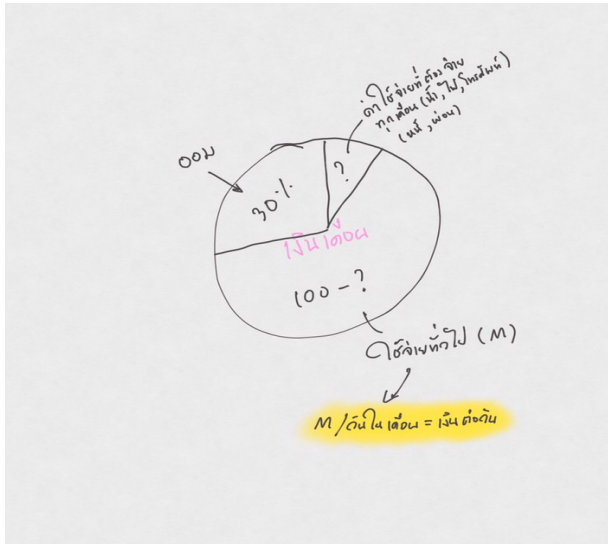 ค่าใช้จ่ายที่ต้องจ่าย
ทุกเดือน (น้ำ, ไฟ, โทรศัพท์)
(หนี้, ผ่อน)
ออม
30%
?
เงินเดือน
100 - ?
ใช้จ่ายทั่วไป (M)
M/วันในเดือน = เงินต่อวัน